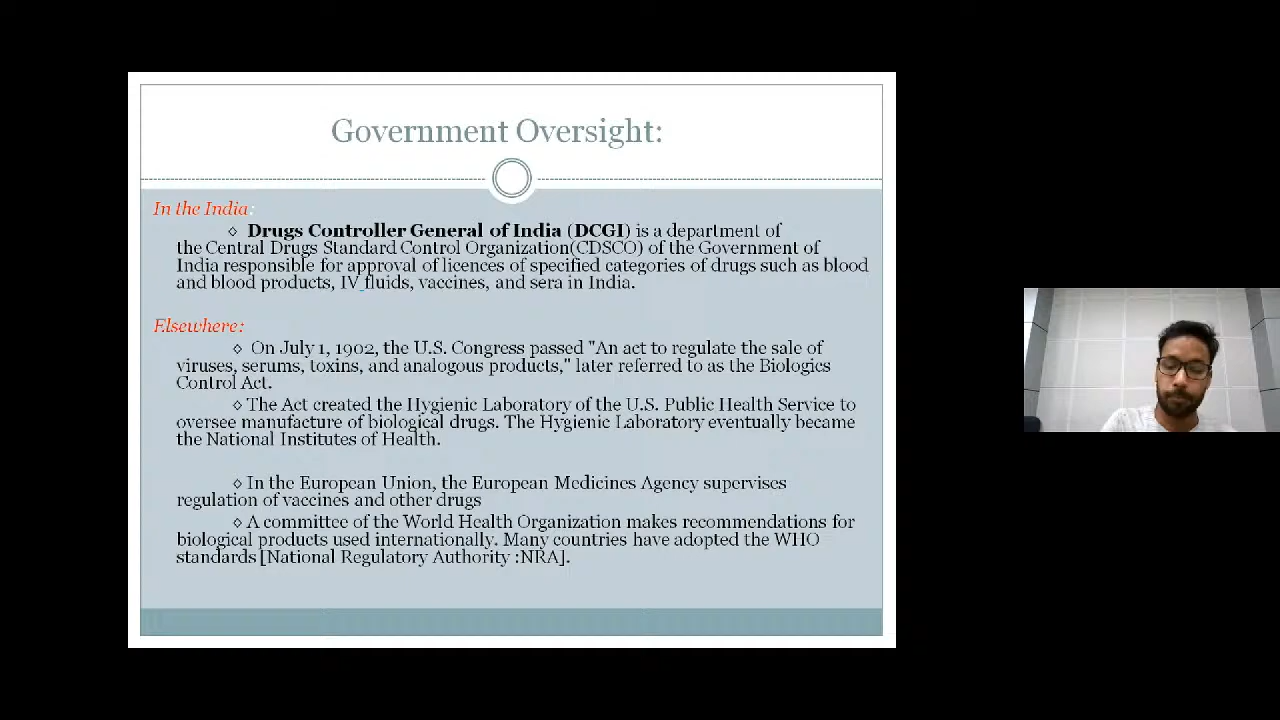 Government Oversight:
In the India:
◊ Drugs Controller General of India (DCGI) is a department of
the Central Drugs Standard Control Organization(CDSCO) of the Government of
India responsible for approval of licences of specified categories of drugs such as blood
and blood products, IV fluids, vaccines, and sera in India.
Elsewhere:
◊ On July 1, 1902, the U.S. Congress passed "An act to regulate the sale of
viruses, serums, toxins, and analogous products," later referred to as the Biologics
Control Act.
◊ The Act created the Hygienic Laboratory of the U.S. Public Health Service to
oversee manufacture of biological drugs. The Hygienic Laboratory eventually became
the National Institutes of Health.
◊ In the European Union, the European Medicines Agency supervises
regulation of vaccines and other drugs
◊ A committee of the World Health Organization makes recommendations for
biological products used internationally. Many countries have adopted the WHO
standards [National Regulatory Authority :NRA].